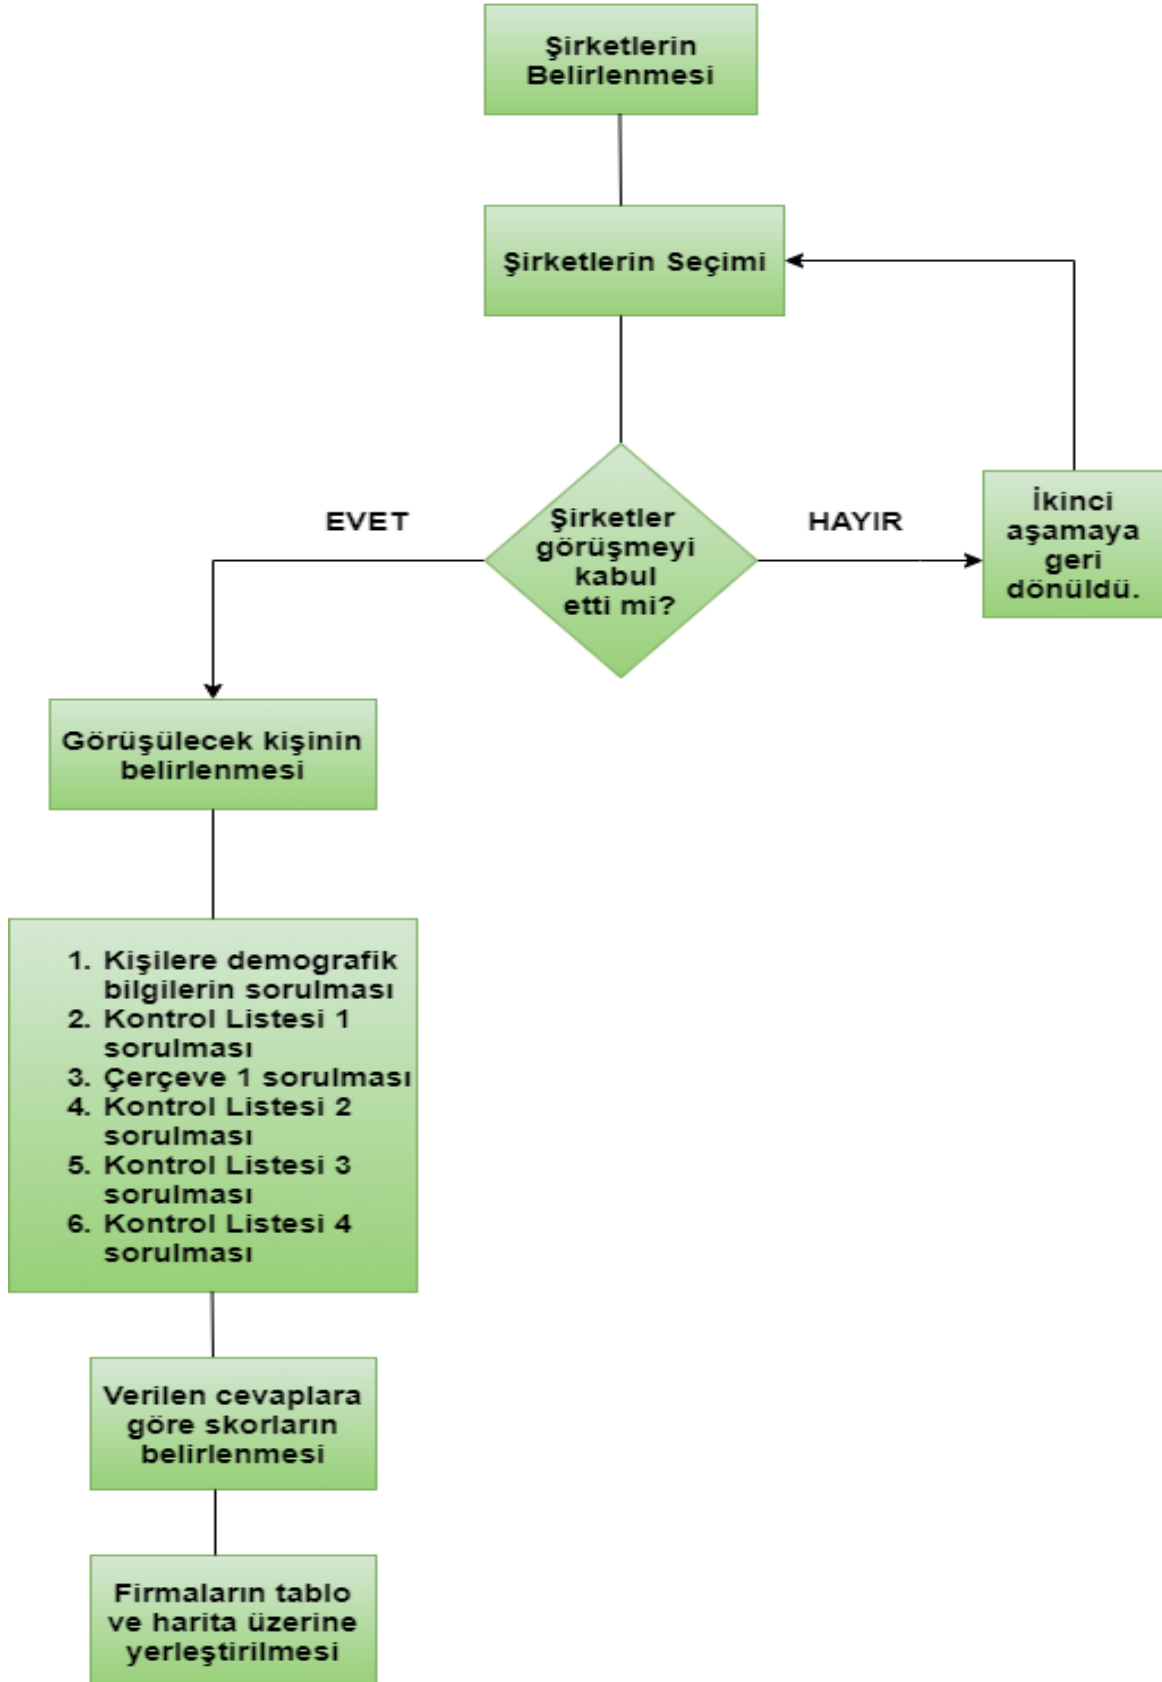 Şirketlerin
Belirlenmesi
Şirketlerin Seçimi
EVET
Şirketler
görüşmeyi
kabul
etti mi?
HAYIR
İkinci
aşamaya
geri
dönüldü.
Görüşülecek kişinin
belirlenmesi
1. Kişilere demografik
bilgilerin sorulması
2. Kontrol Listesi 1
sorulması
3. Çerçeve 1 sorulması
4. Kontrol Listesi 2
sorulması
5. Kontrol Listesi 3
sorulması
6. Kontrol Listesi 4
sorulması
Verilen cevaplara
göre skorların
belirlenmesi
Firmaların tablo
ve harita üzerine
yerleştirilmesi